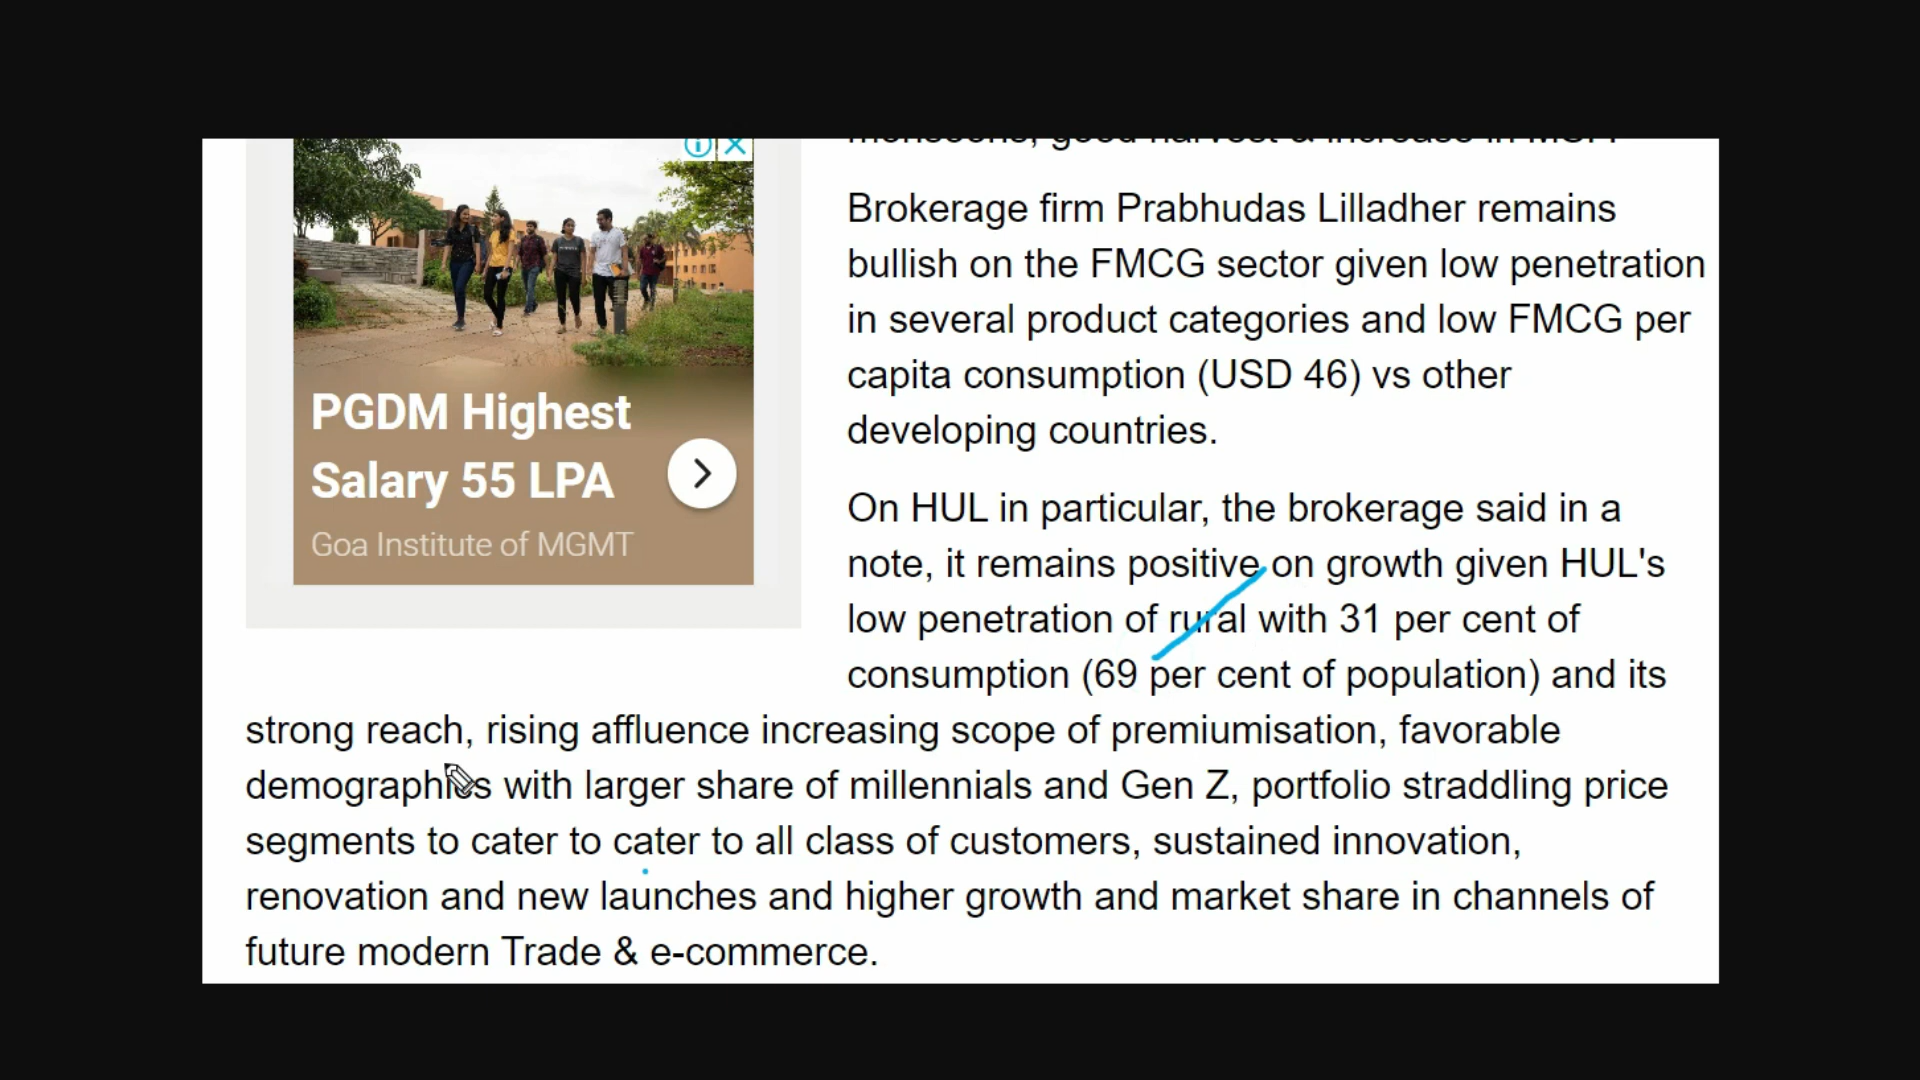 monsoons, good harvest & increase in MSP.
Brokerage firm Prabhudas Lilladher remains
bullish on the FMCG sector given low penetration
in several product categories and low FMCG per
capita consumption (USD 46) vs other
developing countries.
PGDM Highest
Salary 55 LPA
Goa Institute of MGMT
On HUL in particular, the brokerage said in a
note, it remains positive on growth given HUL's
low penetration of rural with 31 per cent of
consumption (69 per cent of population) and its
strong reach, rising affluence increasing scope of premiumisation, favorable
demographics with larger share of millennials and Gen Z, portfolio straddling price
segments to cater to cater to all class of customers, sustained innovation,
renovation and new launches and higher growth and market share in channels of
future modern Trade & e-commerce.